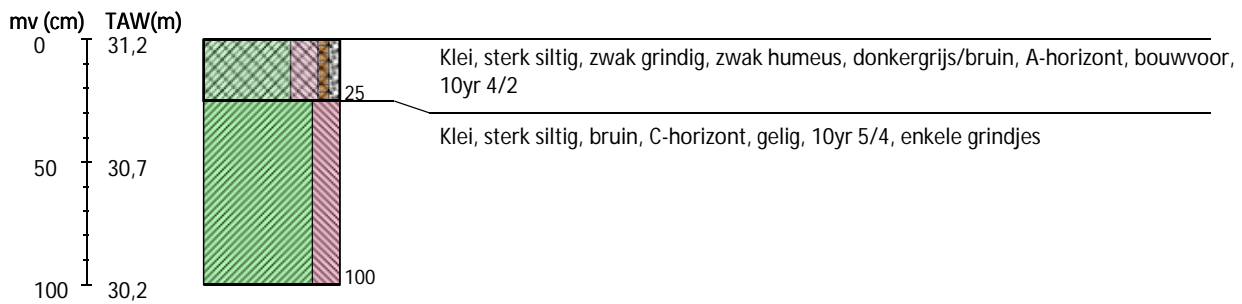 mv (cm) TAW(m)
0 31,2
Klei, sterk siltig, zwak grindig, zwak humeus, donkergrijs/bruin, A-horizont, bouwvoor,
10yr 4/2
25
Klei, sterk siltig, bruin, C-horizont, gelig, 10yr 5/4, enkele grindjes
50 30,7
100
100 30,2